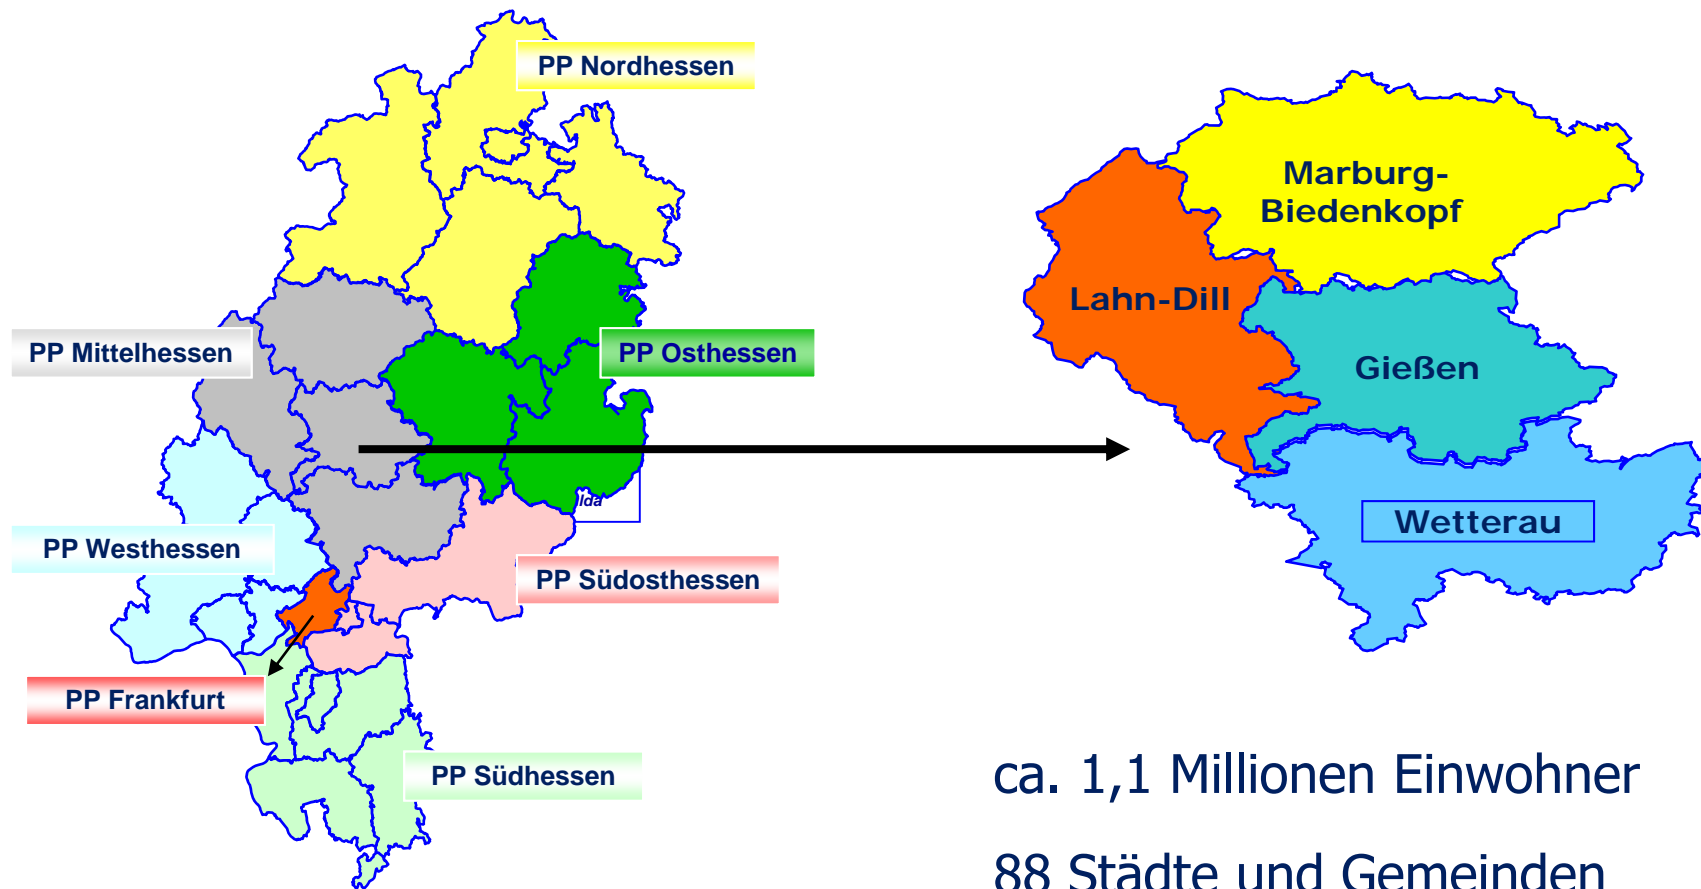 PP Nordhessen
PP Mittelhessen
PP Osthessen
lda
PP Westhessen
PP Südosthessen
PP Frankfurt
PP Südhessen
Marburg-
Biedenkopf
Lahn-Dill
Gießen
Wetterau
ca. 1,1 Millionen Einwohner
88 Städte und Gemeinden